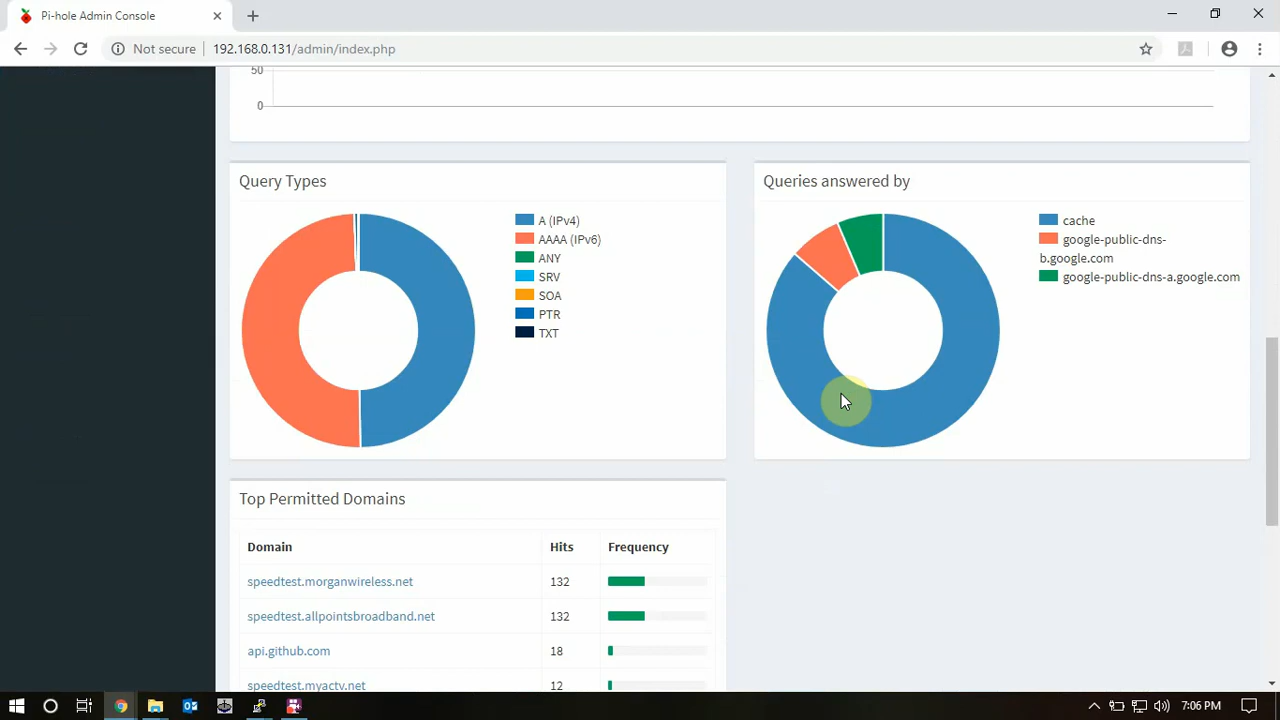 Pi-hole Admin Console
Not secure
192.168.0.131/admin/index.php
50
0
Query Types
A (IPv4)
AAAA (IPv6)
ANY
SRV
SOA
PTR
TXT
Queries answered by
cache
google-public-dns-
b.google.com
google-public-dns-a.google.com
Top Permitted Domains
Domain Hits Frequency
speedtest.morganwireless.net 132
speedtest.allpointsbroadband.net 132
api.github.com 18
speedtest.myactv.net 12
7:06 PM